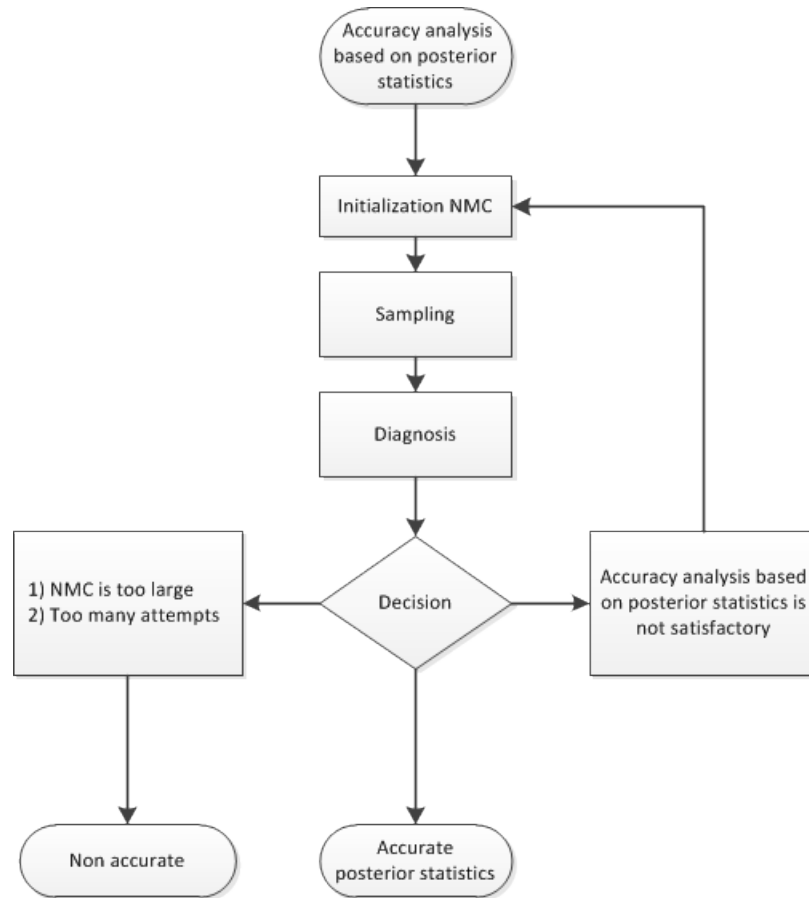 Accuracy analysis
based on posterior
statistics
Initialization NMC
Sampling
Diagnosis
Decision
1) NMC is too large
2) Too many attempts
Accuracy analysis based
on posterior statistics is
not satisfactory
Non accurate
Accurate
posterior statistics